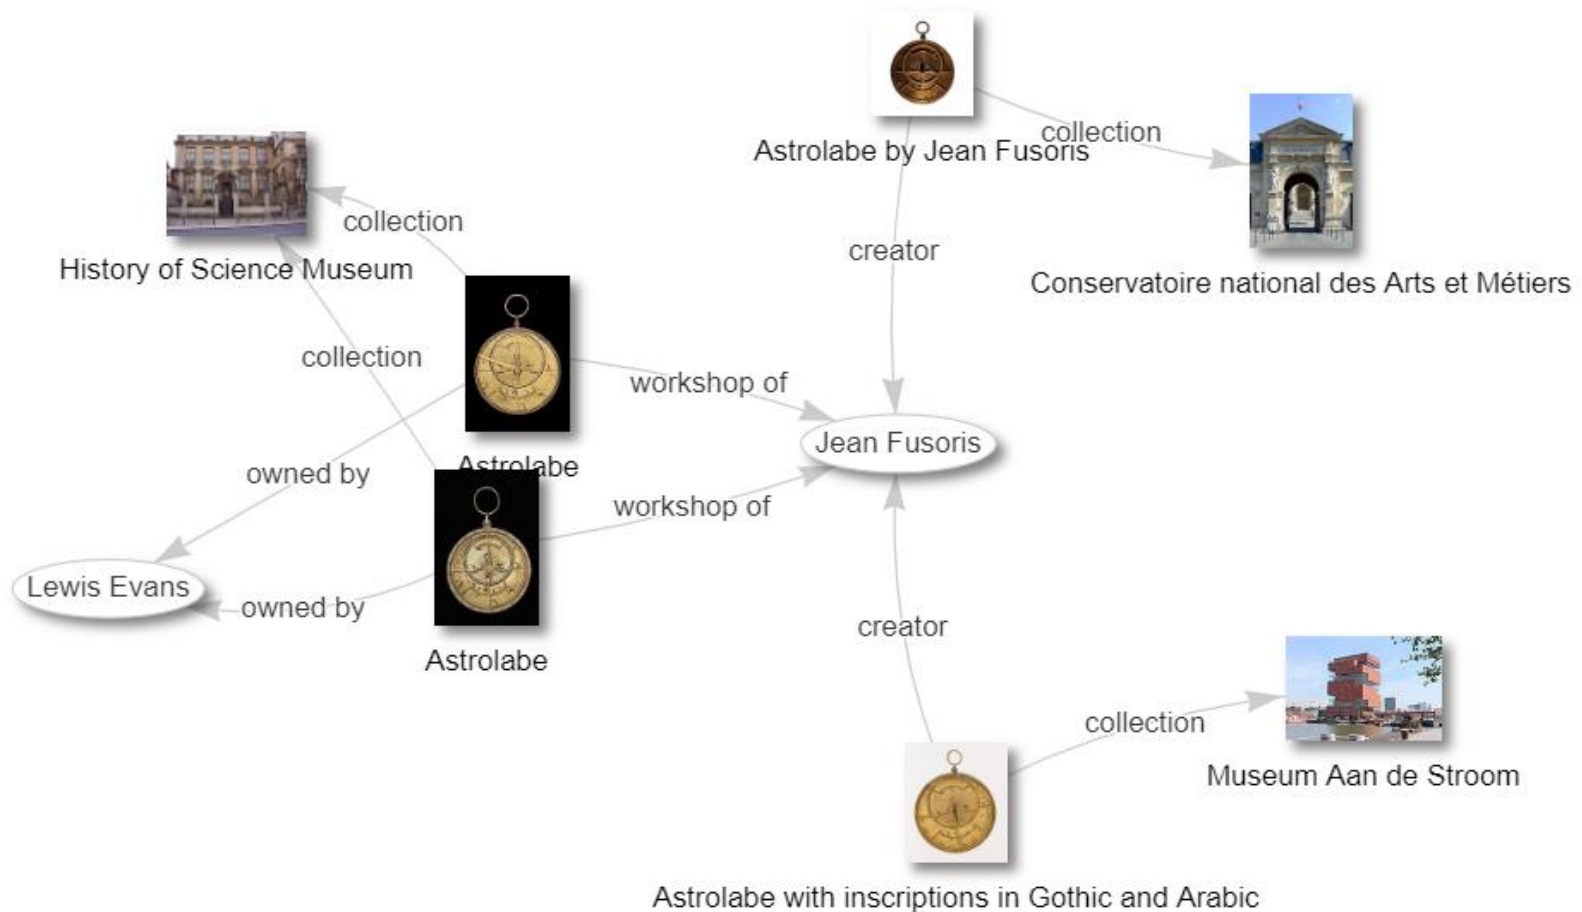 Astrolabe by Jean Fusoris
collection
Conservatoire national des Arts et Métiers
creator
History of Science Museum
collection
collection
workshop of
Astrolabe
owned by
workshop of
Jean Fusoris
Lewis Evans
owned by
Astrolabe
creator
collection
Museum Aan de Stroom
Astrolabe with inscriptions in Gothic and Arabic